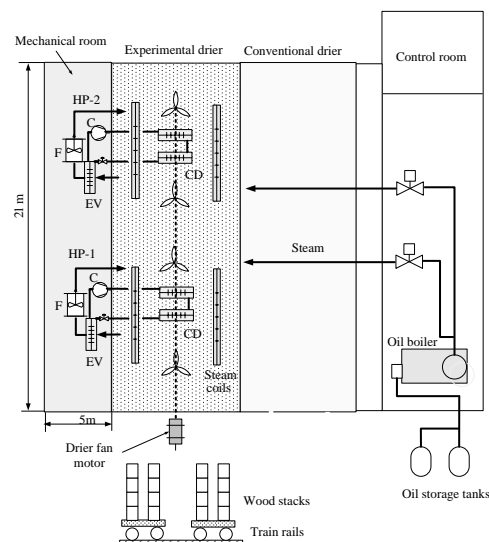 Mechanical room
Experimental drier
Conventional drier
Control room
HP-2
C
F
EV
CD
21 m
HP-1
C
F
EV
CD
Steam
Steam
coils
Oil boiler
5m
Drier fan
motor
Wood stacks
Oil storage tanks
Train rails